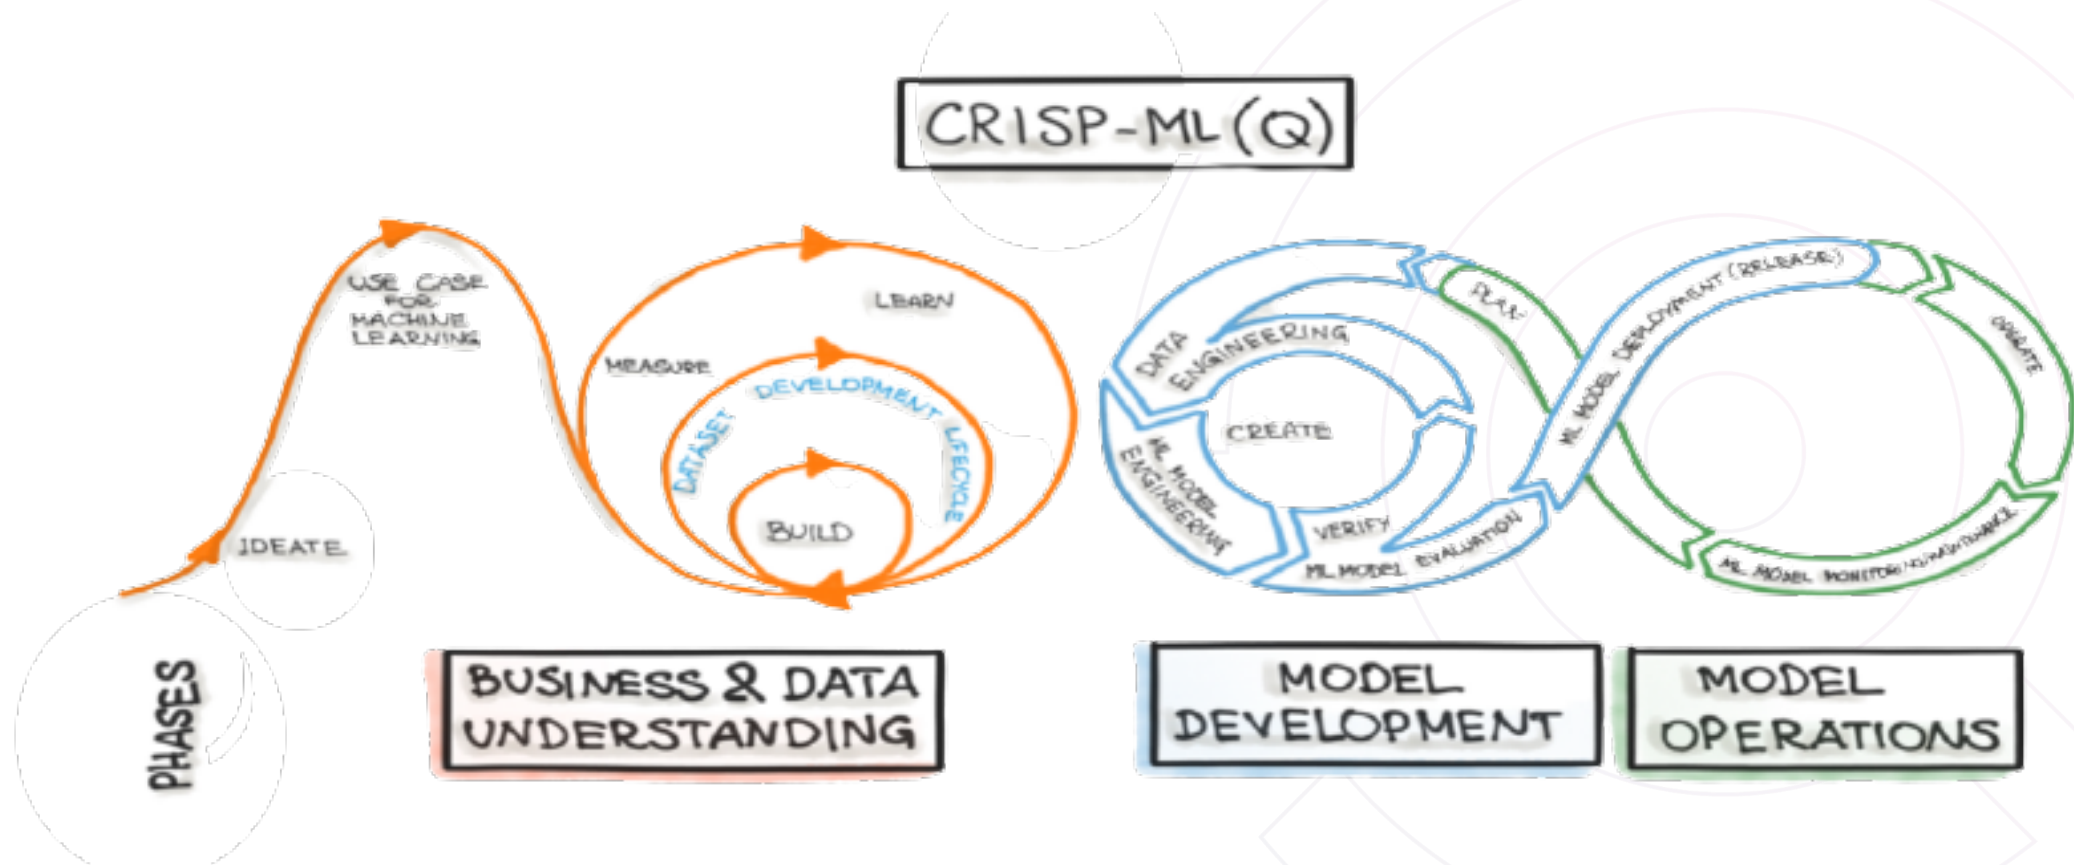 CRISP-ML(Q)
USE CASE
FOR
MACHINE
LEARNING
IDEATE
MEASURE
LEARN
DATASET DEVELOPMENT LIFECYCLE
BUILD
DATA
ENGINEERING
CREATE
ML MODEL
ENGINEERING
VERIFY
ML MODEL EVALUATION
PLAN
ML MODEL DEPLOYMENT (RELEASE)
OPERATE
ML MODEL MONITORING/
PHASES
BUSINESS & DATA
UNDERSTANDING
MODEL
DEVELOPMENT
MODEL
OPERATIONS